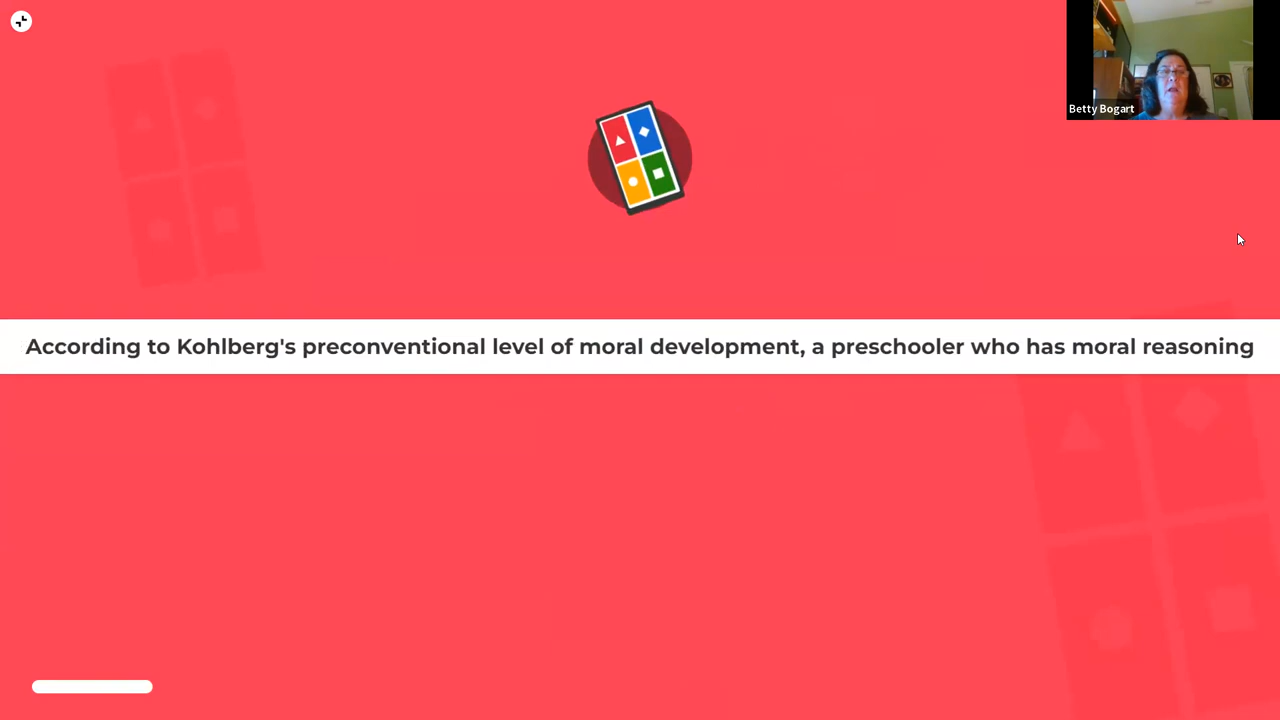 Betty Bogart
According to Kohlberg's preconventional level of moral development, a preschooler who has moral reasoning